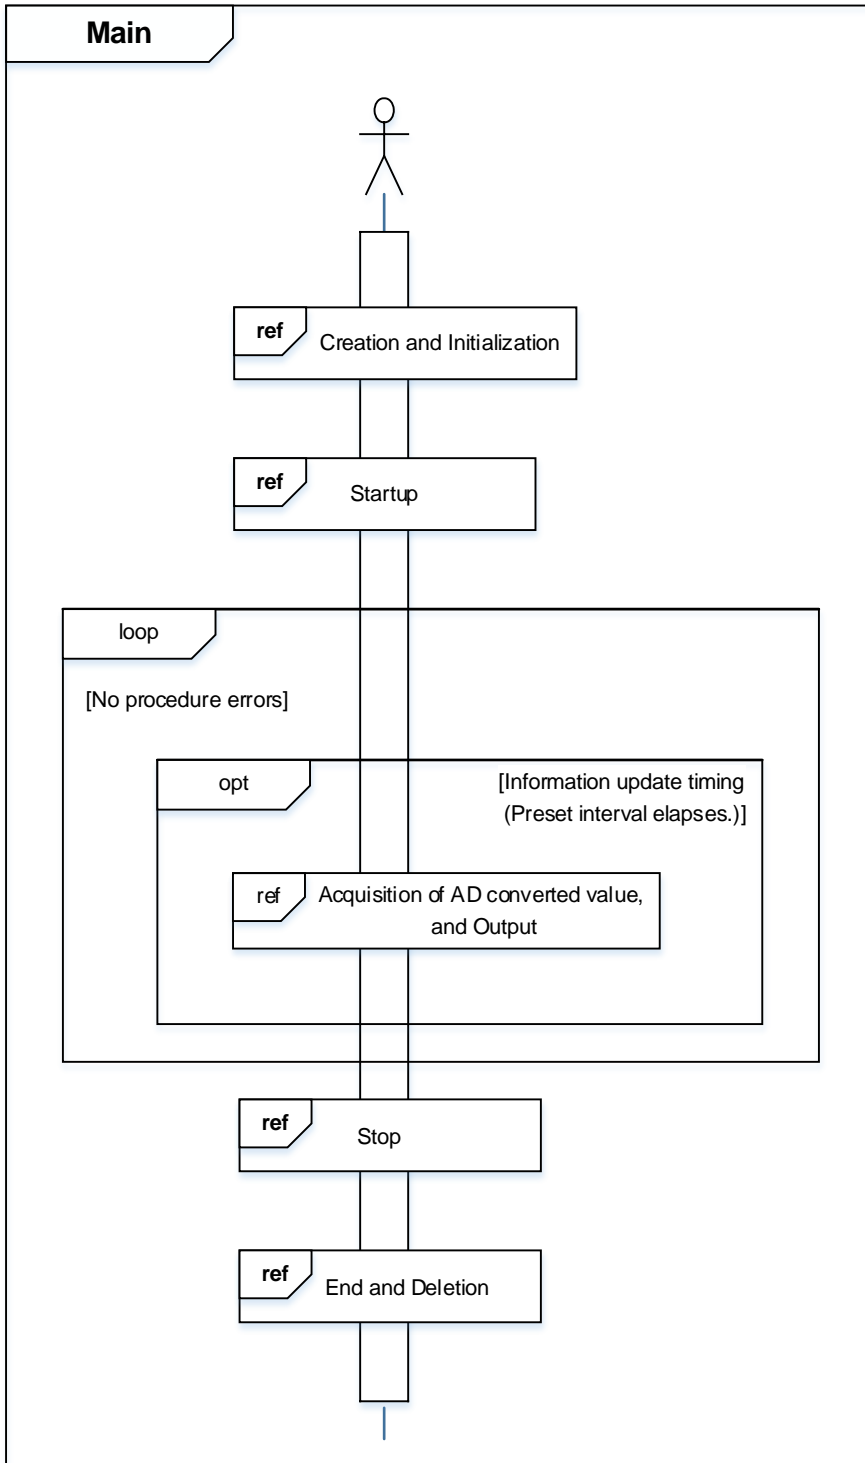 Main
ref
Creation and Initialization
ref
Startup
loop
[No procedure errors]
opt
[Information update timing
(Preset interval elapses.)]
ref
Acquisition of AD converted value,
and Output
ref
Stop
ref
End and Deletion